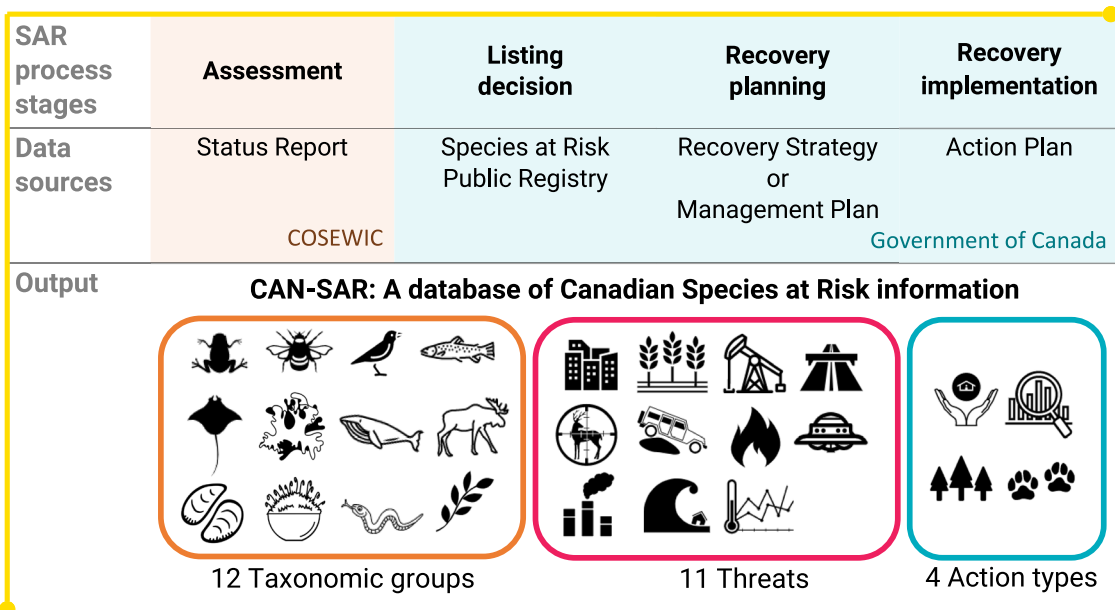 SAR
process
stages
Assessment
Listing
decision
Recovery
planning
Recovery
implementation
Data
sources
Status Report
COSEWIC
Species at Risk
Public Registry
Recovery Strategy
or
Management Plan
Action Plan
Government of Canada
Output
CAN-SAR: A database of Canadian Species at Risk information
12 Taxonomic groups
11 Threats
4 Action types